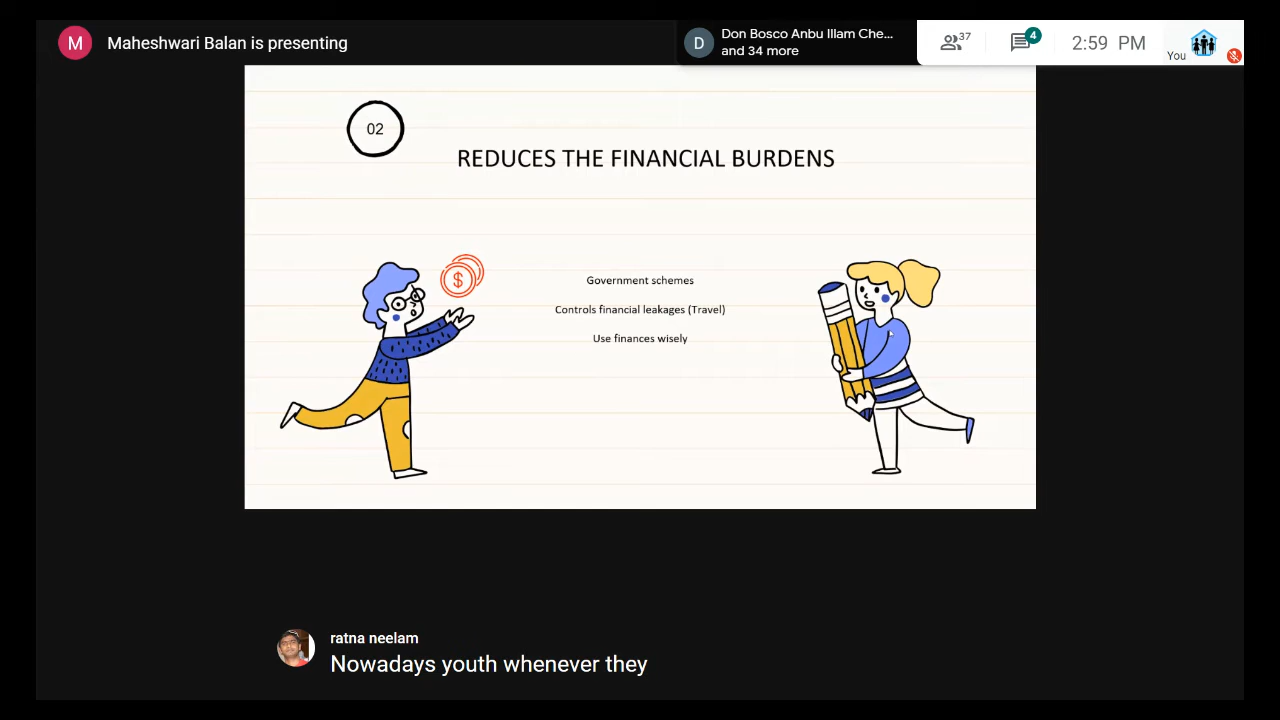 M
Maheshwari Balan is presenting
D
Don Bosco Anbu Illam Che...
and 34 more
37
4
2:59 PM
You
02
REDUCES THE FINANCIAL BURDENS
$
Government schemes
Controls financial leakages (Travel)
Use finances wisely
ratna neelam
Nowadays youth whenever they